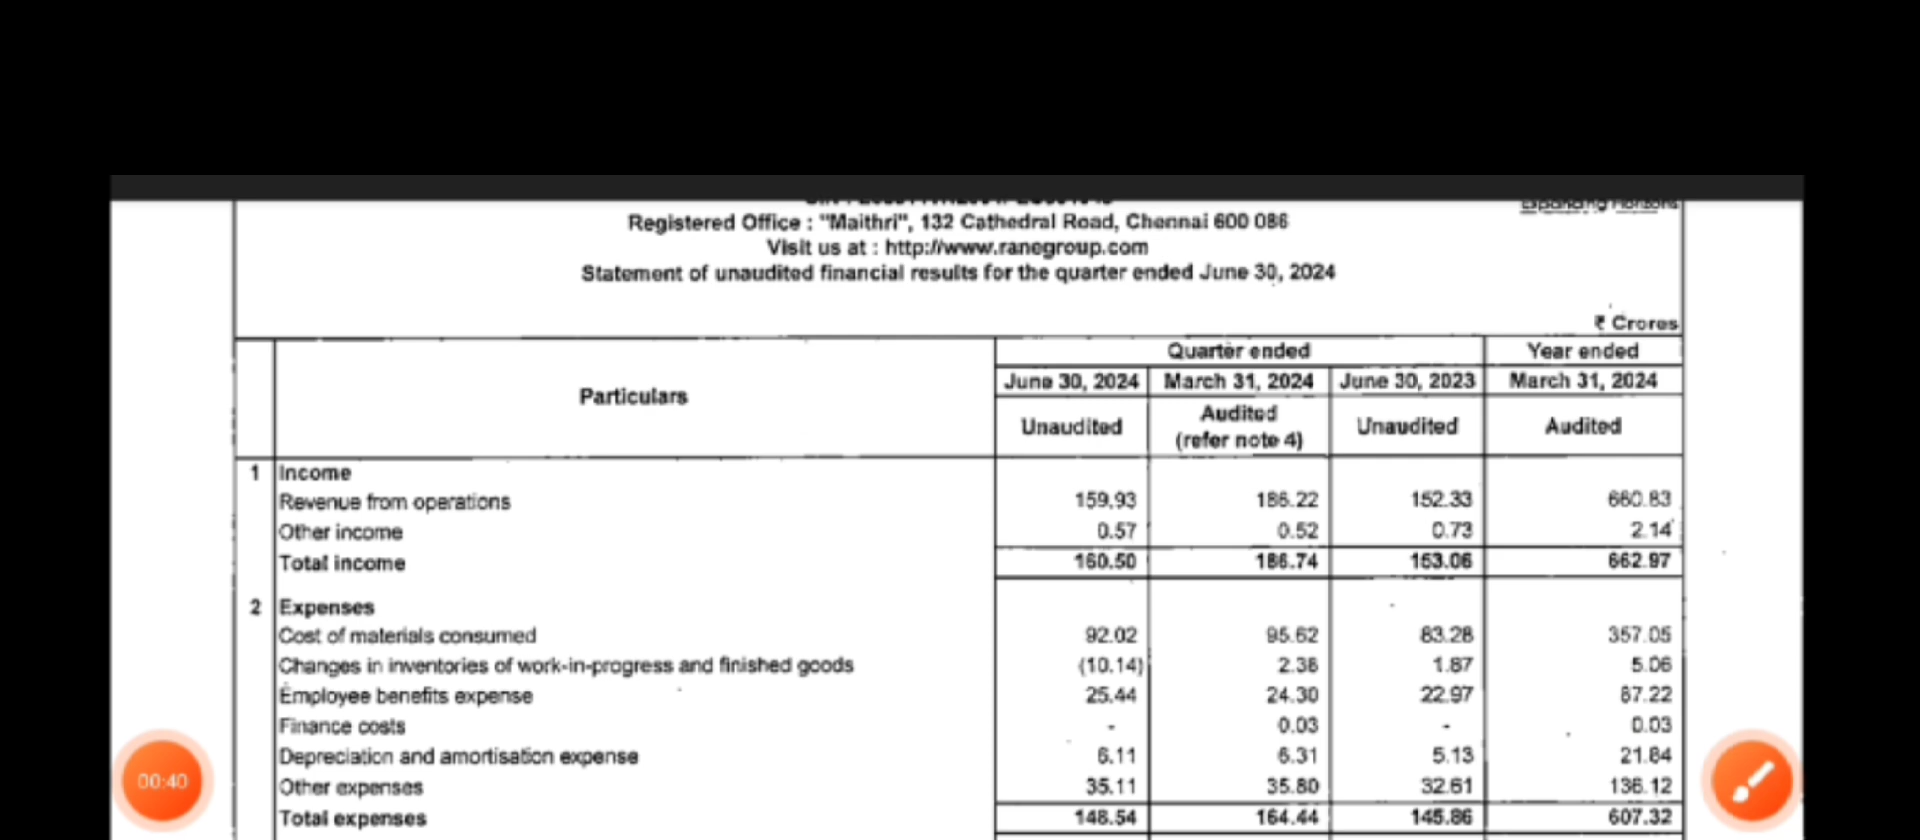 Expanding Horizons
Registered Office : "Maithri", 132 Cathedral Road, Chennai 600 086
Visit us at : http://www.ranegroup.com
Statement of unaudited financial results for the quarter ended June 30, 2024
₹ Crores
Particulars
Quarter ended Year ended
June 30, 2024 March 31, 2024 June 30, 2023 March 31, 2024
Unaudited Audited (refer note 4) Unaudited Audited
1 Income
Revenue from operations 159.93 186.22 152.33 660.83
Other income 0.57 0.52 0.73 2.14
Total income 160.50 186.74 153.06 662.97
2 Expenses
Cost of materials consumed 92.02 95.62 83.28 357.05
Changes in inventories of work-in-progress and finished goods (10.14) 2.38 1.87 5.06
Employee benefits expense 25.44 24.30 22.97 87.22
Finance costs - 0.03 - 0.03
Depreciation and amortisation expense 6.11 6.31 5.13 21.84
Other expenses 35.11 35.80 32.61 136.12
Total expenses 148.54 164.44 145.86 607.32
00:40